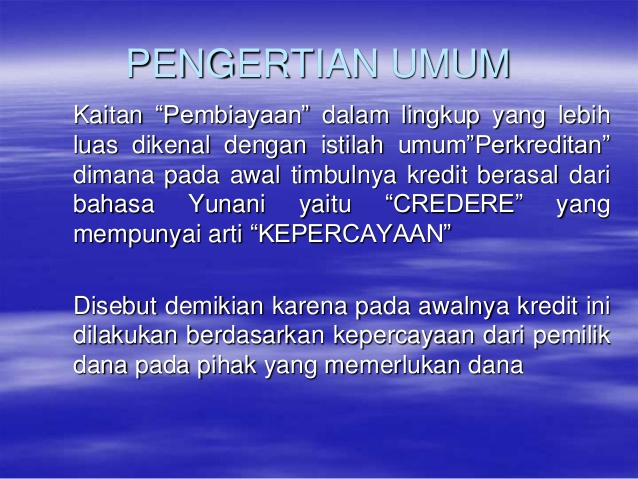 PENGERTIAN UMUM
Kaitan “Pembiayaan” dalam lingkup yang lebih
luas dikenal dengan istilah umum”Perkreditan”
dimana pada awal timbulnya kredit berasal dari
bahasa Yunani yaitu “CREDERE” yang
mempunyai arti “KEPERCAYAAN”
Disebut demikian karena pada awalnya kredit ini
dilakukan berdasarkan kepercayaan dari pemilik
dana pada pihak yang memerlukan dana